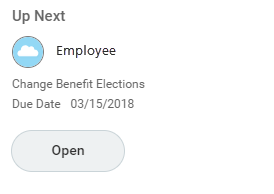 Up Next
Employee
Change Benefit Elections
Due Date 03/15/2018
Open